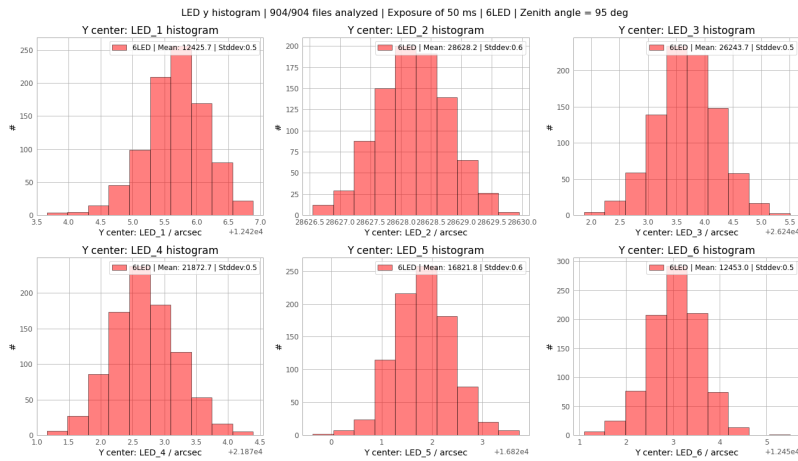 LED y histogram | 904/904 files analyzed | Exposure of 50 ms | 6LED | Zenith angle = 95 deg
Y center: LED_1 histogram
6LED | Mean: 12425.7 | Stddev:0.5
#
250
200
150
100
50
0
3.5 4.0 4.5 5.0 5.5 6.0 6.5 7.0
Y center: LED_1 / arcsec
+1.242e4
Y center: LED_2 histogram
6LED | Mean: 28628.2 | Stddev:0.6
#
200
175
150
125
100
75
50
25
0
28626.5 28627.0 28627.5 28628.0 28628.5 28629.0 28629.5 28630.0
Y center: LED_2 / arcsec
Y center: LED_3 histogram
6LED | Mean: 26243.7 | Stddev:0.5
#
200
150
100
50
0
2.0 2.5 3.0 3.5 4.0 4.5 5.0 5.5
Y center: LED_3 / arcsec
+2.624e4
Y center: LED_4 histogram
6LED | Mean: 21872.7 | Stddev:0.5
#
250
200
150
100
50
0
1.0 1.5 2.0 2.5 3.0 3.5 4.0 4.5
Y center: LED_4 / arcsec
+2.187e4
Y center: LED_5 histogram
6LED | Mean: 16821.8 | Stddev:0.6
#
250
200
150
100
50
0
0 1 2 3
Y center: LED_5 / arcsec
+1.682e4
Y center: LED_6 histogram
6LED | Mean: 12453.0 | Stddev:0.5
#
300
250
200
150
100
50
0
1 2 3 4 5
Y center: LED_6 / arcsec
+1.245e4